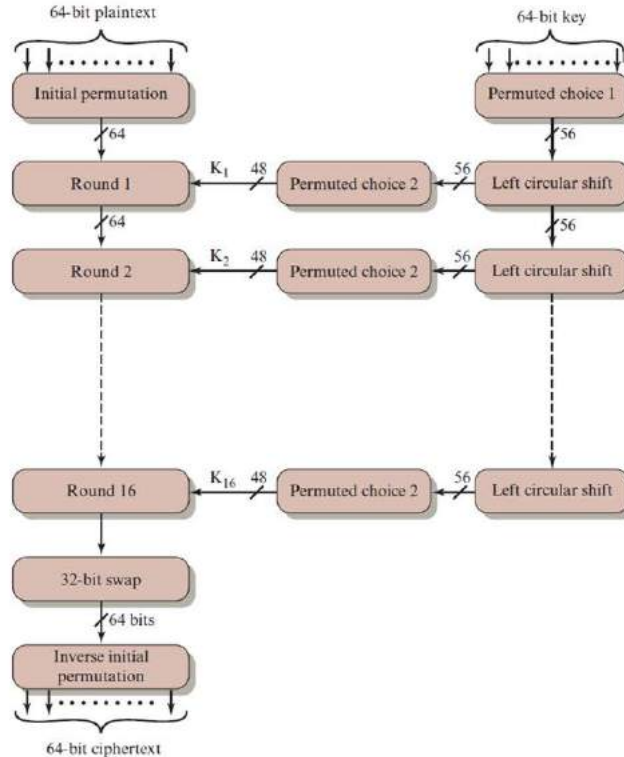 64-bit plaintext
64-bit key
Initial permutation
Permuted choice 1
64
56
Round 1
K1
48
Permuted choice 2
56
Left circular shift
64
56
Round 2
K2
48
Permuted choice 2
56
Left circular shift
Round 16
K16
48
Permuted choice 2
56
Left circular shift
32-bit swap
64 bits
Inverse initial
permutation
64-bit ciphertext